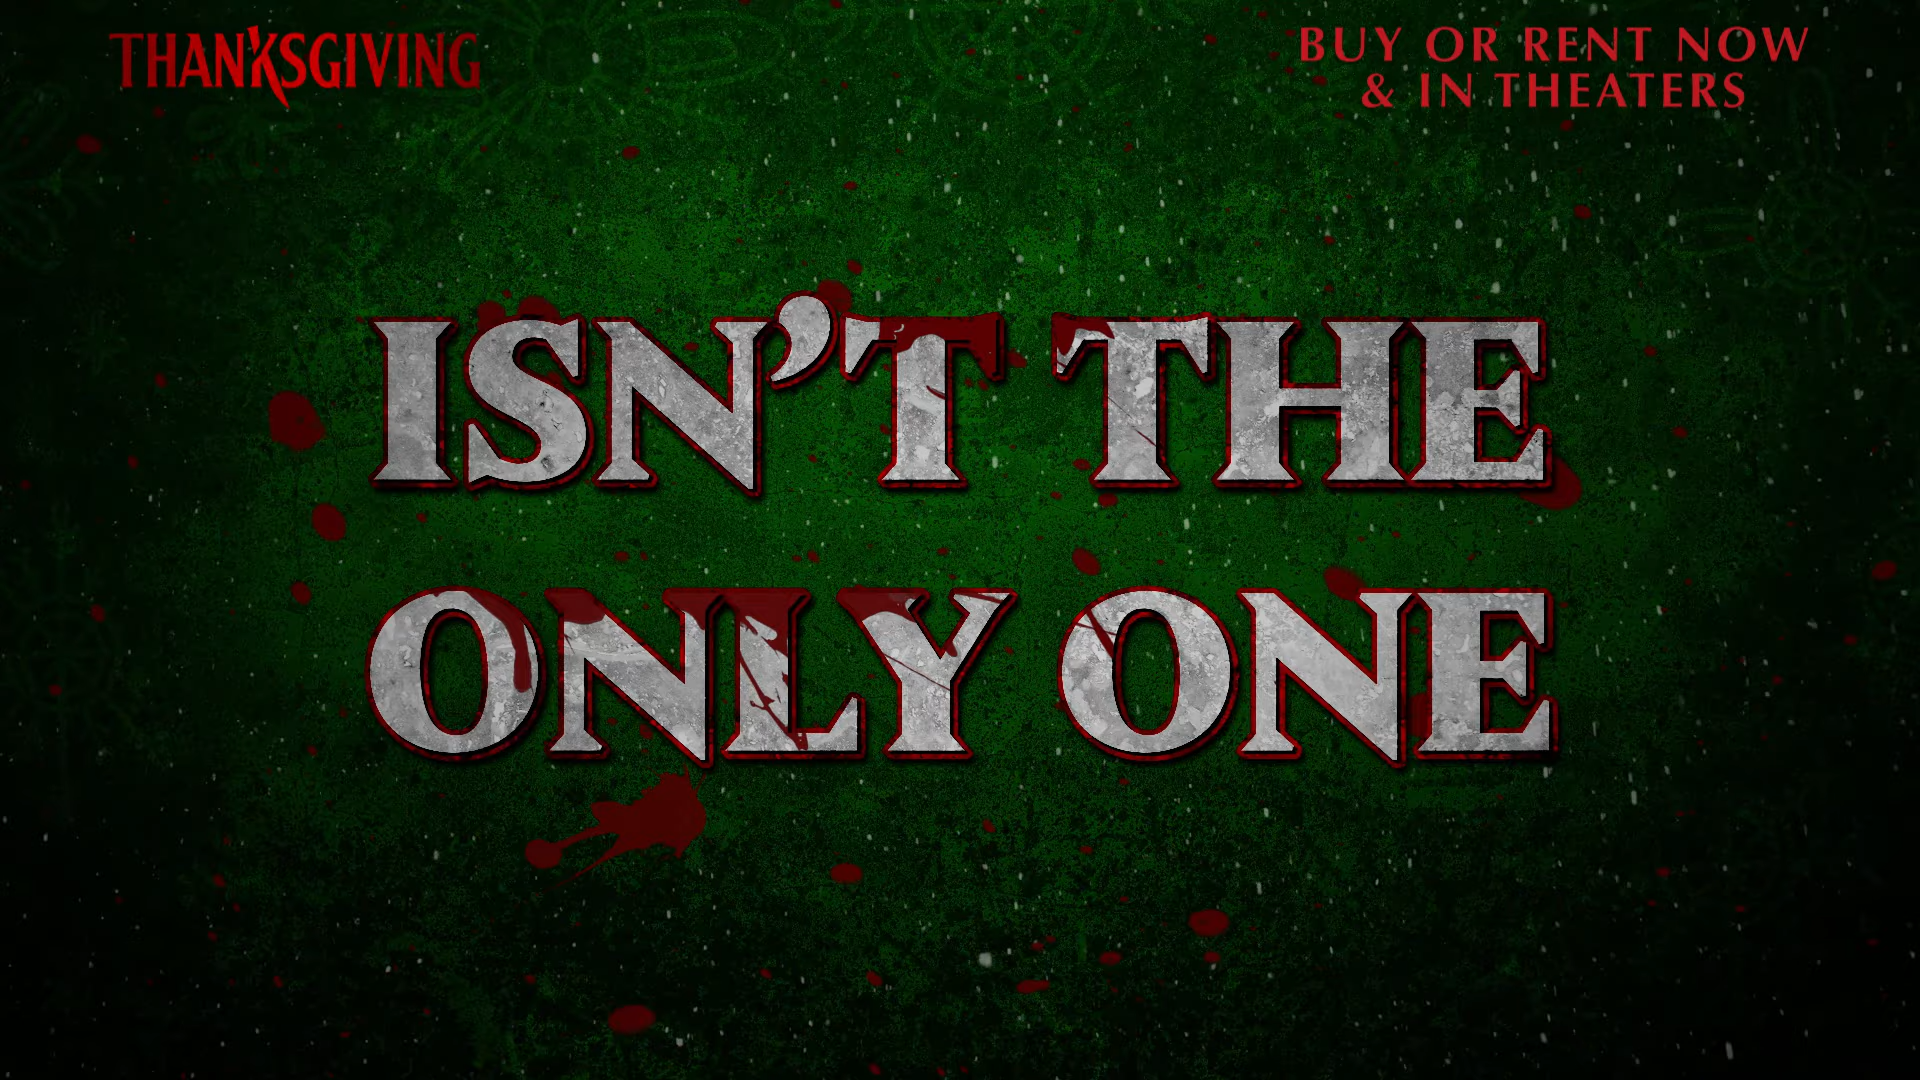 THANKSGIVING
BUY OR RENT NOW
& IN THEATERS
ISN'T THE
ONLY ONE